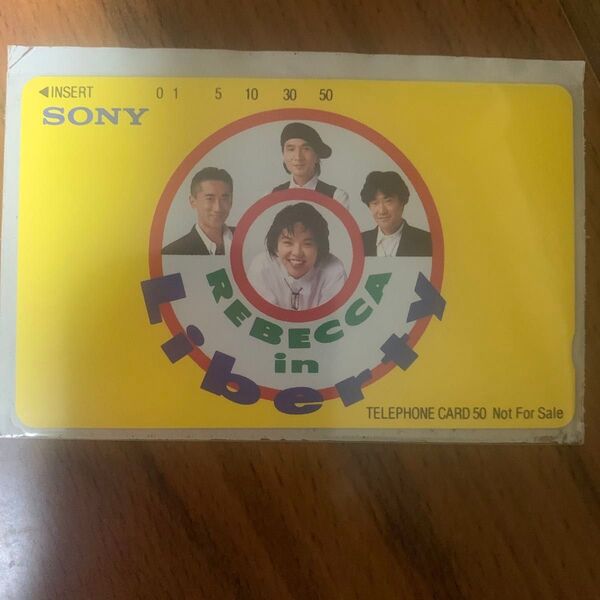 ◀INSERT 0 1 5 10 30 50
SONY
REBECCA
in
Liberty
TELEPHONE CARD 50 Not For Sale